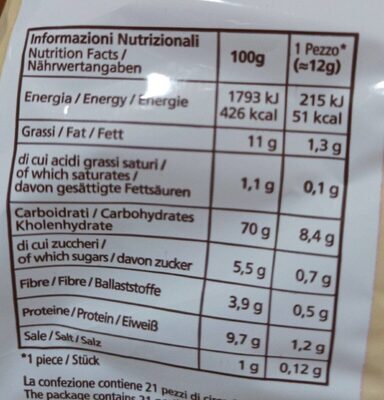 Informazioni Nutrizionali
Nutrition Facts /
Nährwertangaben
100g
1 Pezzo*
(≈12g)
Energia / Energy / Energie
1793 kJ
426 kcal
215 kJ
51 kcal
Grassi / Fat / Fett
11 g
1,3 g
di cui acidi grassi saturi /
of which saturates /
davon gesättigte Fettsäuren
1,1 g
0,1 g
Carboidrati / Carbohydrates
Kholenhydrate
70 g
8,4 g
di cui zuccheri /
of which sugars / davon zucker
5,5 g
0,7 g
Fibre / Fibre / Ballaststoffe
3,9 g
0,5 g
Proteine / Protein / Eiweiß
9,7 g
1,2 g
Sale / Salt / Salz
1 g
0,12 g
*1 piece / Stück
La confezione contiene 21 pezzi di
The package contains 21